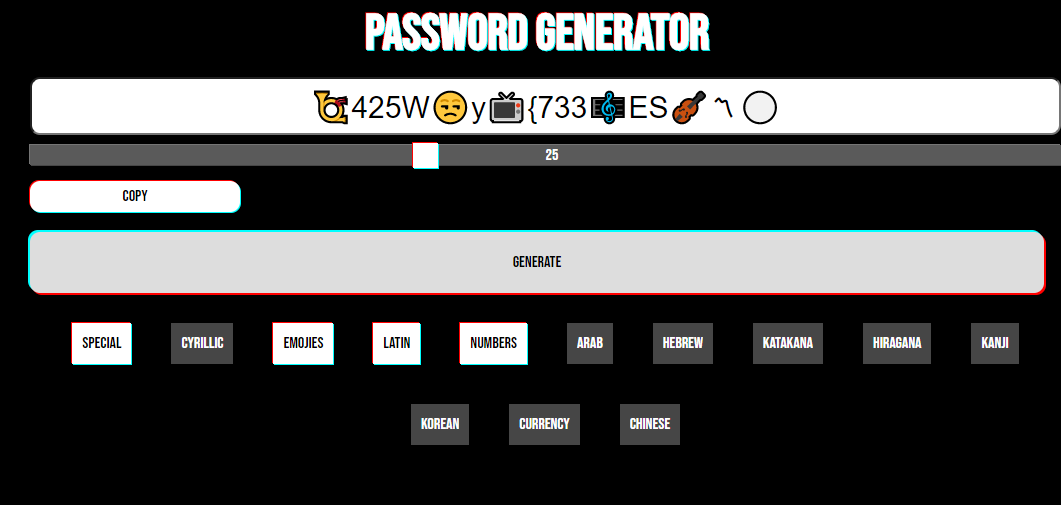 PASSWORD GENERATOR
📯425W😒y📺{733🎼ES🎻〽⚪
25
COPY
GENERATE
SPECIAL CYRILLIC EMOJIES LATIN NUMBERS ARAB HEBREW KATAKANA HIRAGANA KANJI
KOREAN CURRENCY CHINESE